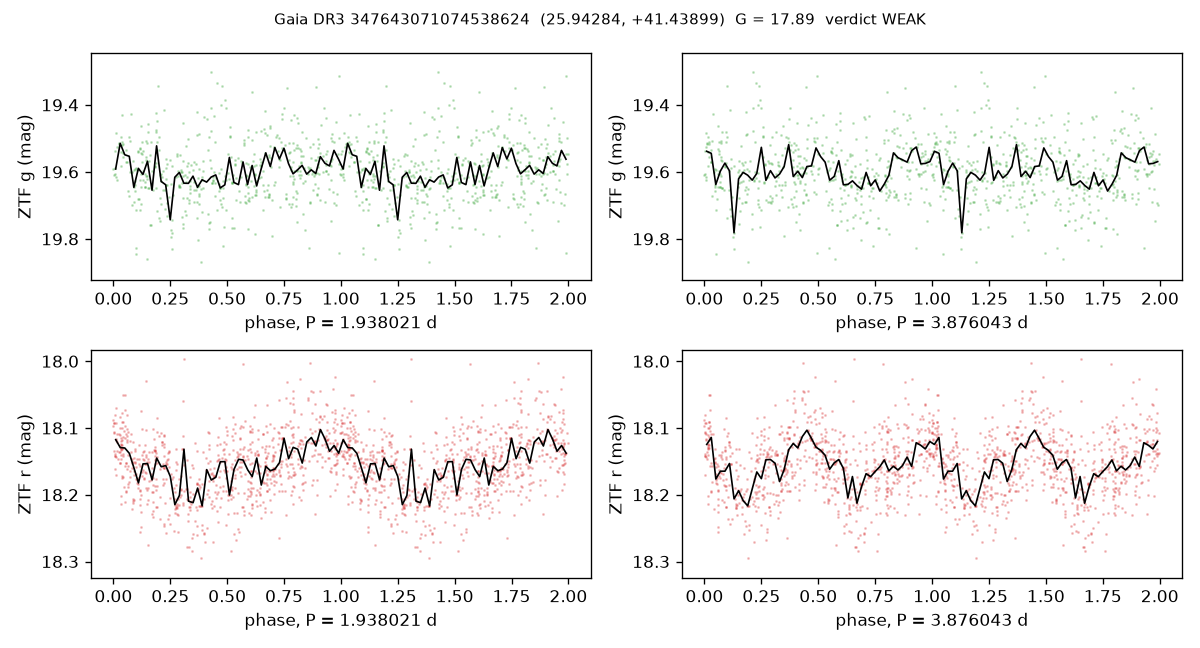 Gaia DR3 347643071074538624 (25.94284, +41.43899) G = 17.89 verdict WEAK
ZTF g (mag)
19.4
19.6
19.8
0.00 0.25 0.50 0.75 1.00 1.25 1.50 1.75 2.00
phase, P = 1.938021 d
ZTF g (mag)
19.4
19.6
19.8
0.00 0.25 0.50 0.75 1.00 1.25 1.50 1.75 2.00
phase, P = 3.876043 d
ZTF r (mag)
18.0
18.1
18.2
18.3
0.00 0.25 0.50 0.75 1.00 1.25 1.50 1.75 2.00
phase, P = 1.938021 d
ZTF r (mag)
18.0
18.1
18.2
18.3
0.00 0.25 0.50 0.75 1.00 1.25 1.50 1.75 2.00
phase, P = 3.876043 d